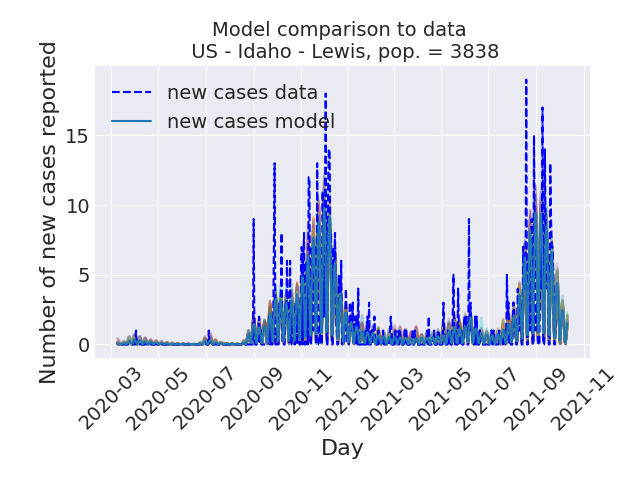 Model comparison to data
US - Idaho - Lewis, pop. = 3838
new cases data
new cases model
Number of new cases reported
15
10
5
0
2020-03
2020-05
2020-07
2020-09
2020-11
2021-01
2021-03
2021-05
2021-07
2021-09
2021-11
Day